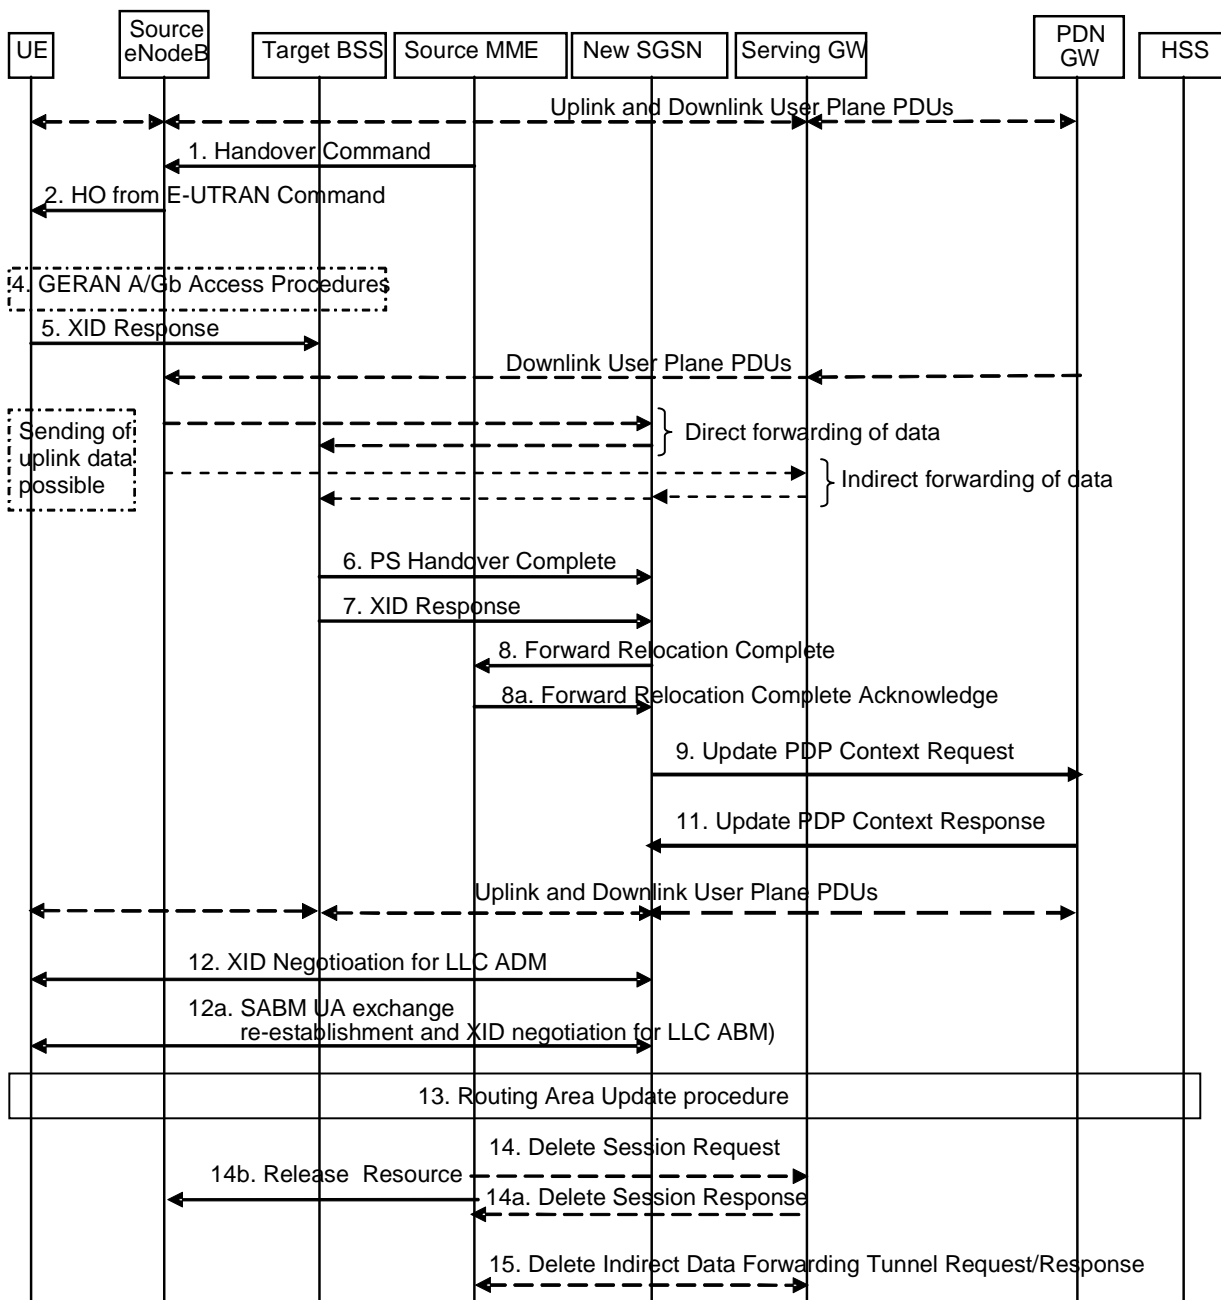 UE
Source
eNodeB
Target BSS
Source MME
New SGSN
Serving GW
PDN
GW
HSS
Uplink and Downlink User Plane PDUs
1. Handover Command
2. HO from E-UTRAN Command
4. GERAN A/Gb Access Procedures
5. XID Response
Downlink User Plane PDUs
Sending of
uplink data
possible
Direct forwarding of data
Indirect forwarding of data
6. PS Handover Complete
7. XID Response
8. Forward Relocation Complete
8a. Forward Relocation Complete Acknowledge
9. Update PDP Context Request
11. Update PDP Context Response
Uplink and Downlink User Plane PDUs
12. XID Negotioation for LLC ADM
12a. SABM UA exchange
re-establishment and XID negotiation for LLC ABM)
13. Routing Area Update procedure
14. Delete Session Request
14b. Release Resource
14a. Delete Session Response
15. Delete Indirect Data Forwarding Tunnel Request/Response